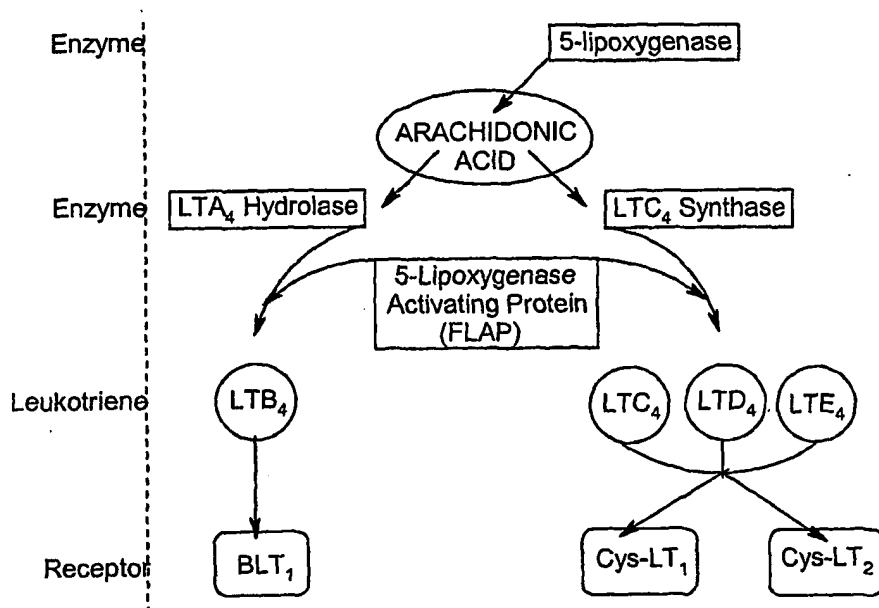 Enzyme
5-lipoxygenase
ARACHIDONIC
ACID
Enzyme
LTA₄ Hydrolase
LTC₄ Synthase
5-Lipoxygenase
Activating Protein
(FLAP)
Leukotriene
LTB₄
LTC₄
LTD₄
LTE₄
Receptor
BLT₁
Cys-LT₁
Cys-LT₂